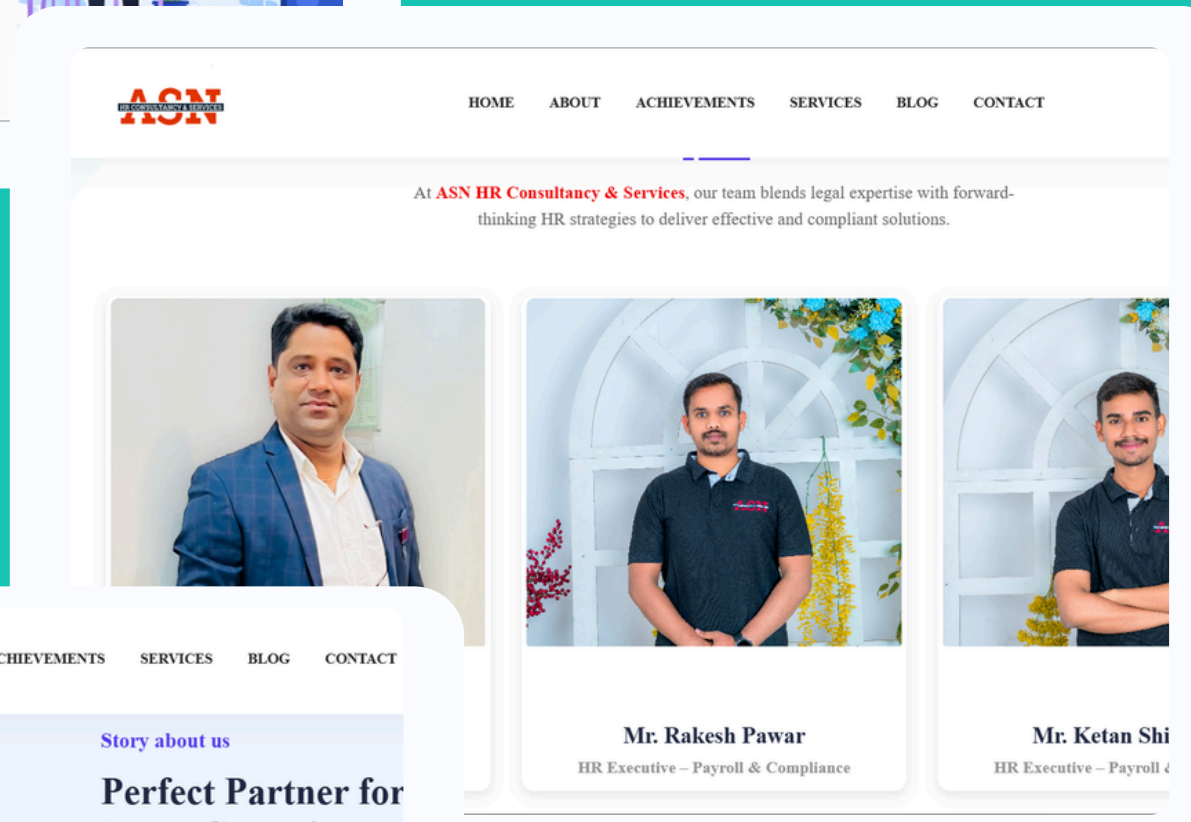 ASN
HR CONSULTANCY & SERVICES
HOME ABOUT ACHIEVEMENTS SERVICES BLOG CONTACT
At ASN HR Consultancy & Services, our team blends legal expertise with forward-
thinking HR strategies to deliver effective and compliant solutions.
ASN
Mr. Rakesh Pawar
HR Executive – Payroll & Compliance
Mr. Ketan Shi
HR Executive – Payroll &
CHIEVEMENTS SERVICES BLOG CONTACT
Story about us
Perfect Partner for